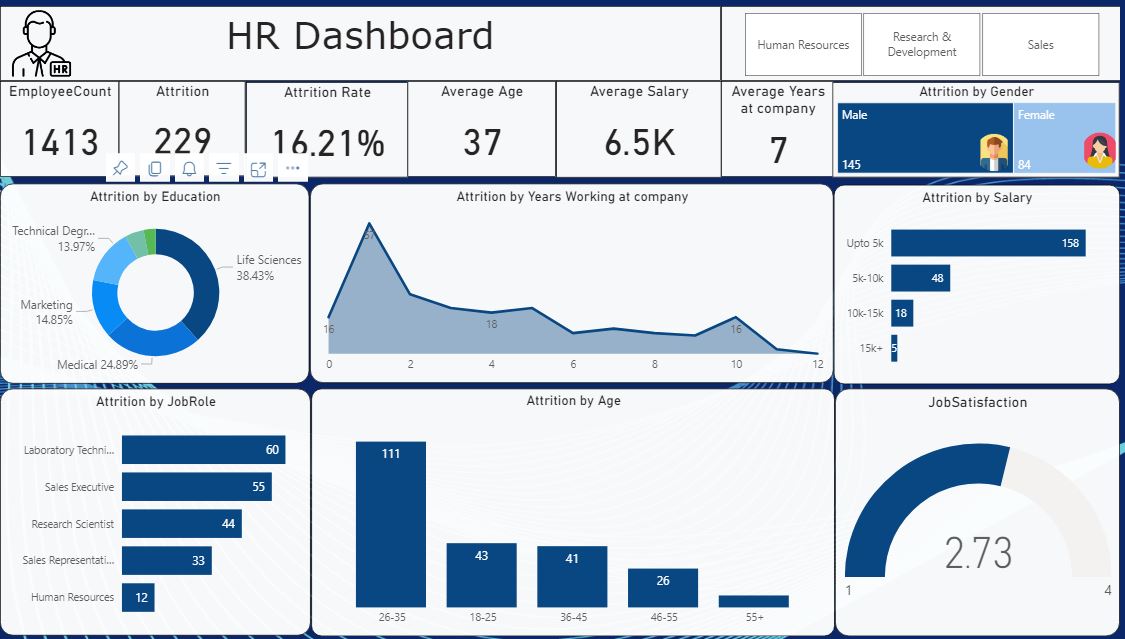 HR Dashboard
HR
Human Resources
Research &
Development
Sales
EmployeeCount
1413
Attrition
229
Attrition Rate
16.21%
Average Age
37
Average Salary
6.5K
Average Years
at company
7
Attrition by Gender
Male
145
Female
84
Attrition by Education
Technical Degr...
13.97%
Life Sciences
38.43%
Marketing
14.85%
Medical 24.89%
Attrition by Years Working at company
57
16
18
16
0 2 4 6 8 10 12
Attrition by Salary
Upto 5k 158
5k-10k 48
10k-15k 18
15k+ 5
Attrition by JobRole
Laboratory Techni... 60
Sales Executive 55
Research Scientist 44
Sales Representati... 33
Human Resources 12
Attrition by Age
111
43
41
26
26-35 18-25 36-45 46-55 55+
JobSatisfaction
2.73
1 4